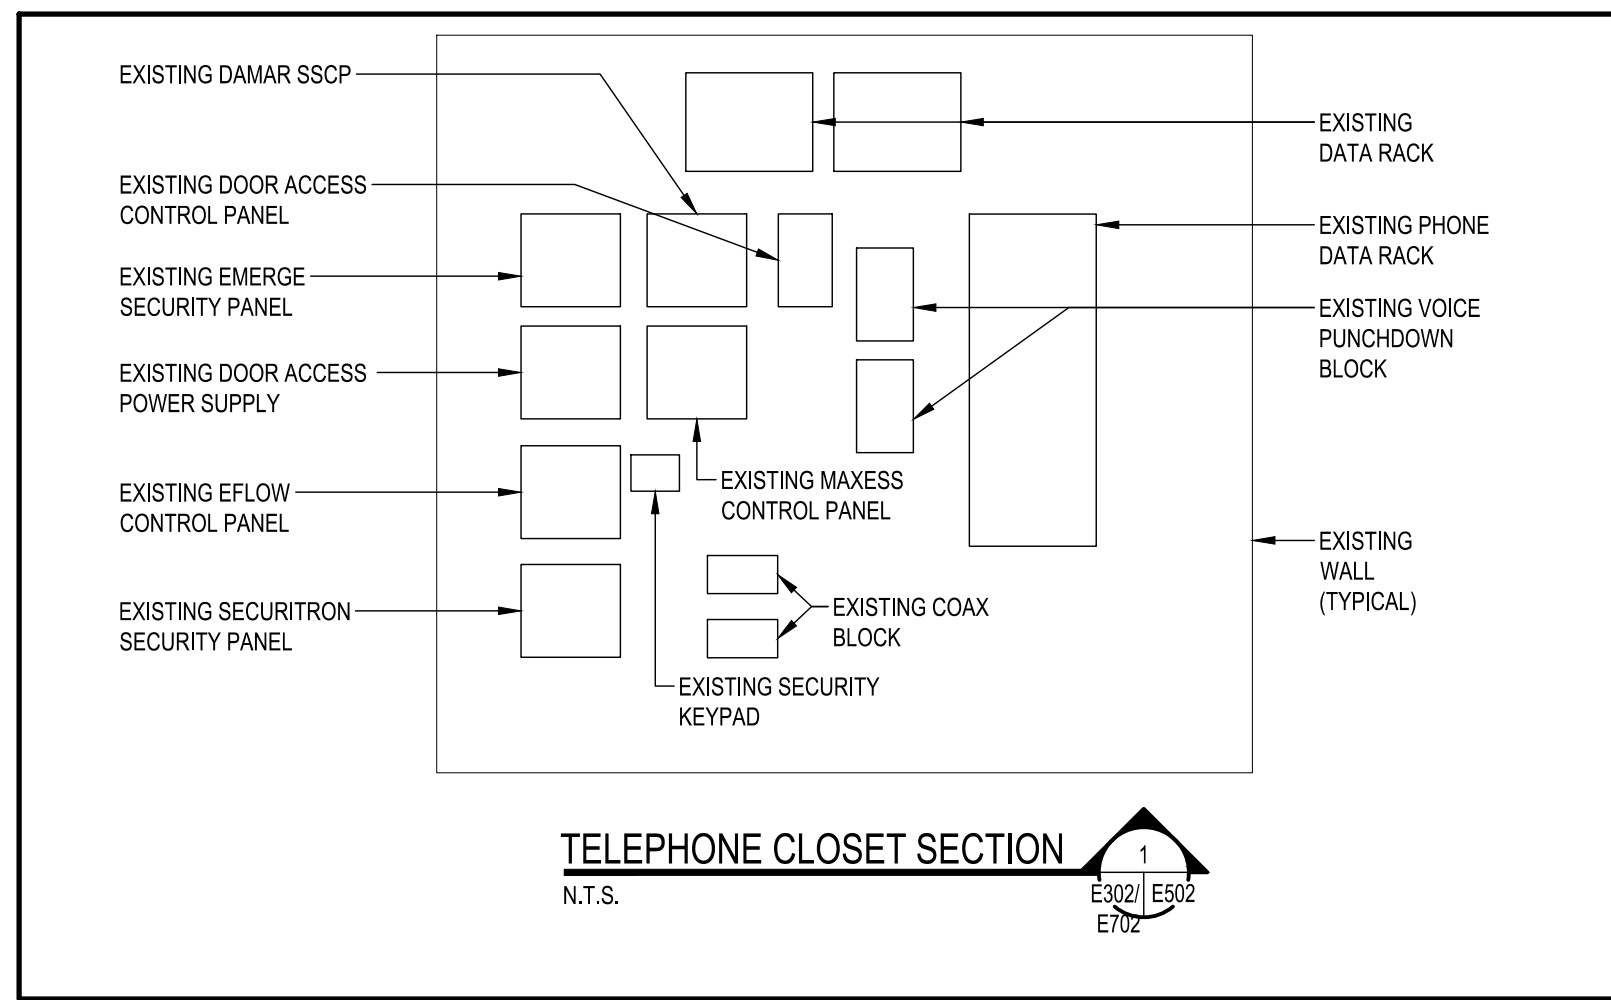 EXISTING DAMAR SSCP
EXISTING DOOR ACCESS
CONTROL PANEL
EXISTING EMERGE
SECURITY PANEL
EXISTING DOOR ACCESS
POWER SUPPLY
EXISTING EFLOW
CONTROL PANEL
EXISTING SECURITRON
SECURITY PANEL
EXISTING MAXESS
CONTROL PANEL
EXISTING COAX
BLOCK
EXISTING SECURITY
KEYPAD
EXISTING
DATA RACK
EXISTING PHONE
DATA RACK
EXISTING VOICE
PUNCHDOWN
BLOCK
EXISTING
WALL
(TYPICAL)
TELEPHONE CLOSET SECTION
N.T.S.
1
E302/ E502
E702